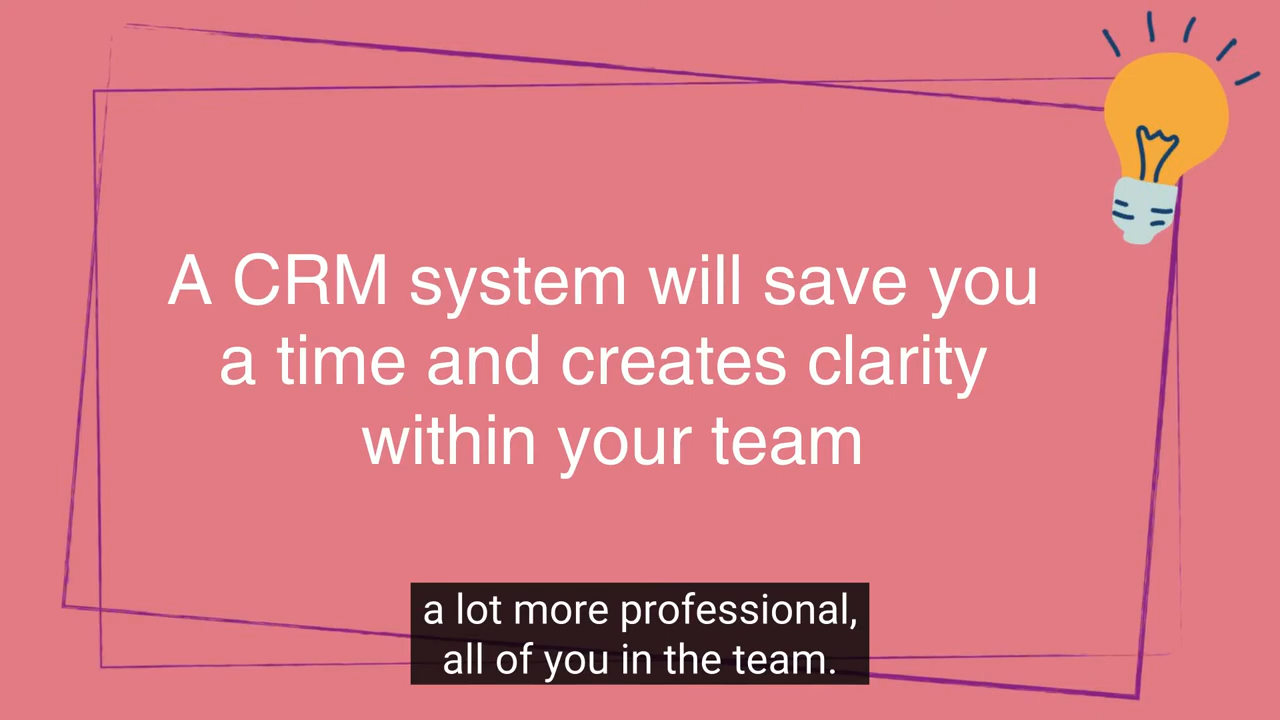 A CRM system will save you
a time and creates clarity
within your team
a lot more professional,
all of you in the team.